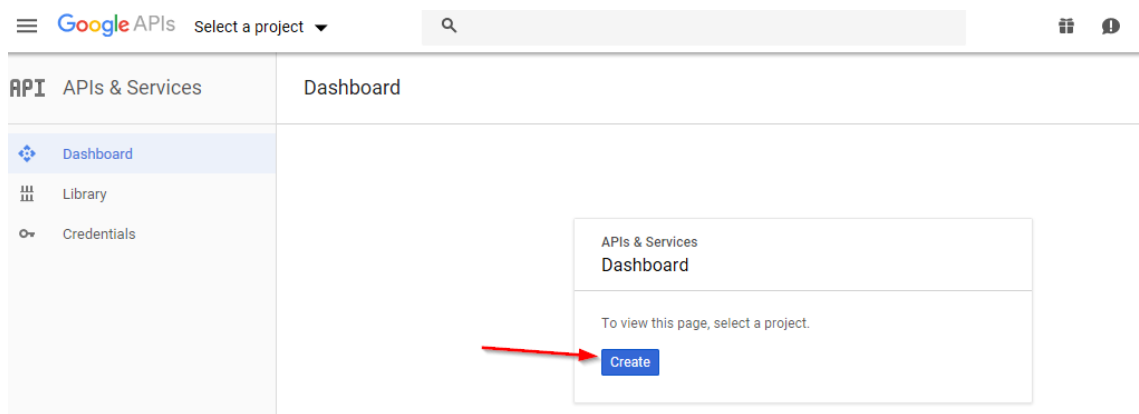 Google APIs Select a project
API APIs & Services Dashboard
Dashboard
Library
Credentials
APIs & Services
Dashboard
To view this page, select a project.
Create